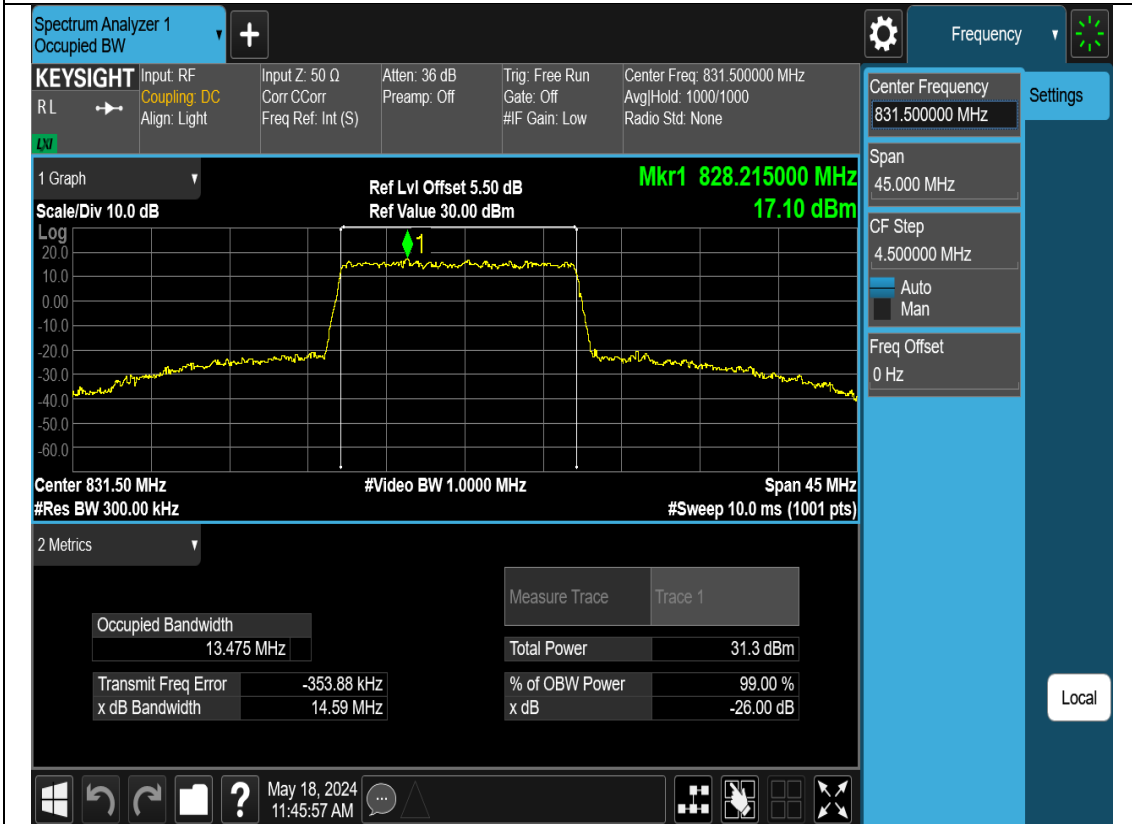 Spectrum Analyzer 1
Occupied BW
▼
+
Frequency
▼
KEYSIGHT
RL
LXI
Input: RF
Coupling: DC
Align: Light
Input Z: 50 Ω
Corr CCorr
Freq Ref: Int (S)
Atten: 36 dB
Preamp: Off
Trig: Free Run
Gate: Off
#IF Gain: Low
Center Freq: 831.500000 MHz
Avg|Hold: 1000/1000
Radio Std: None
Center Frequency
831.500000 MHz
Settings
Span
45.000 MHz
CF Step
4.500000 MHz
Auto
Man
Freq Offset
0 Hz
Local
1 Graph ▼
Scale/Div 10.0 dB
Ref Lvl Offset 5.50 dB
Ref Value 30.00 dBm
Mkr1 828.215000 MHz
17.10 dBm
Log
1
20.0
10.0
0.00
-10.0
-20.0
-30.0
-40.0
-50.0
-60.0
Center 831.50 MHz
#Video BW 1.0000 MHz
Span 45 MHz
#Res BW 300.00 kHz
#Sweep 10.0 ms (1001 pts)
2 Metrics ▼
Measure Trace Trace 1
Occupied Bandwidth
13.475 MHz
Total Power 31.3 dBm
Transmit Freq Error -353.88 kHz
% of OBW Power 99.00 %
x dB Bandwidth 14.59 MHz
x dB -26.00 dB
?
May 18, 2024
11:45:57 AM